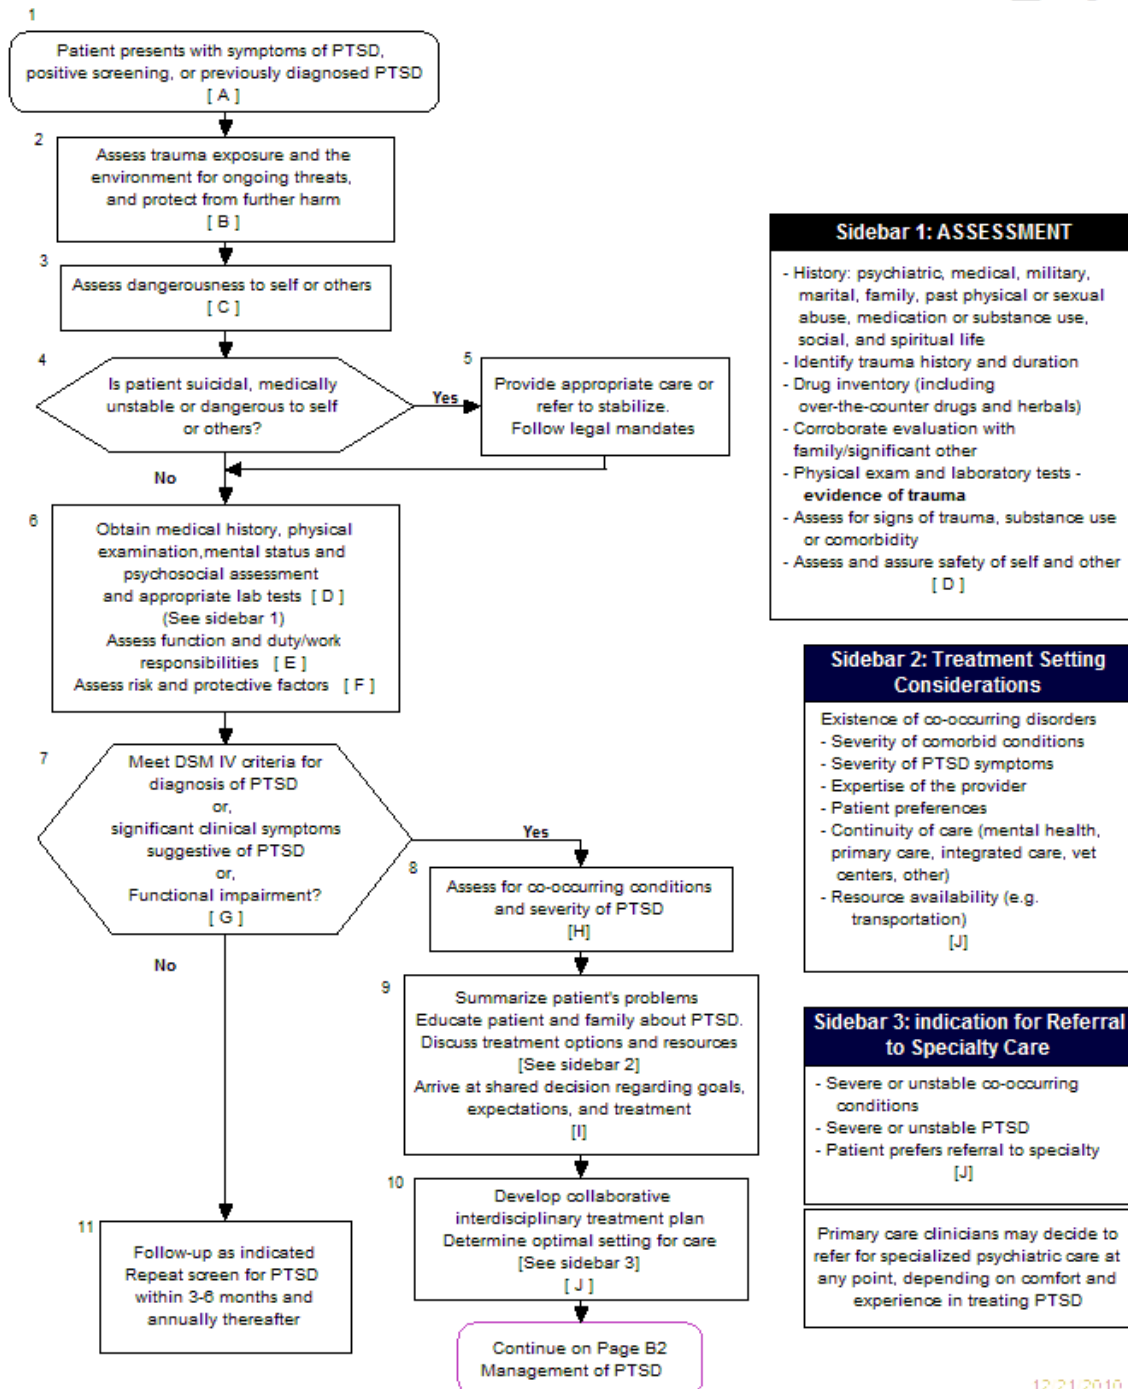 1
Patient presents with symptoms of PTSD,
positive screening, or previously diagnosed PTSD
[ A ]
2
Assess trauma exposure and the
environment for ongoing threats,
and protect from further harm
[ B ]
3
Assess dangerousness to self or others
[ C ]
4
Is patient suicidal, medically
unstable or dangerous to self
or others?
Yes
5
Provide appropriate care or
refer to stabilize.
Follow legal mandates
No
6
Obtain medical history, physical
examination,mental status and
psychosocial assessment
and appropriate lab tests [ D ]
(See sidebar 1)
Assess function and duty/work
responsibilities [ E ]
Assess risk and protective factors [ F ]
7
Meet DSM IV criteria for
diagnosis of PTSD
or,
significant clinical symptoms
suggestive of PTSD
or,
Functional impairment?
[ G ]
Yes
No
8
Assess for co-occurring conditions
and severity of PTSD
[H]
9
Summarize patient's problems
Educate patient and family about PTSD.
Discuss treatment options and resources
[See sidebar 2]
Arrive at shared decision regarding goals,
expectations, and treatment
[I]
10
Develop collaborative
interdisciplinary treatment plan
Determine optimal setting for care
[See sidebar 3]
[ J ]
11
Follow-up as indicated
Repeat screen for PTSD
within 3-6 months and
annually thereafter
Continue on Page B2
Management of PTSD
Sidebar 1: ASSESSMENT
- History: psychiatric, medical, military,
marital, family, past physical or sexual
abuse, medication or substance use,
social, and spiritual life
- Identify trauma history and duration
- Drug inventory (including
over-the-counter drugs and herbals)
- Corroborate evaluation with
family/significant other
- Physical exam and laboratory tests -
evidence of trauma
- Assess for signs of trauma, substance use
or comorbidity
- Assess and assure safety of self and other
[ D ]
Sidebar 2: Treatment Setting
Considerations
Existence of co-occurring disorders
- Severity of comorbid conditions
- Severity of PTSD symptoms
- Expertise of the provider
- Patient preferences
- Continuity of care (mental health,
primary care, integrated care, vet
centers, other)
- Resource availability (e.g.
transportation)
[J]
Sidebar 3: indication for Referral
to Specialty Care
- Severe or unstable co-occurring
conditions
- Severe or unstable PTSD
- Patient prefers referral to specialty
[J]
Primary care clinicians may decide to
refer for specialized psychiatric care at
any point, depending on comfort and
experience in treating PTSD
12.21.2010